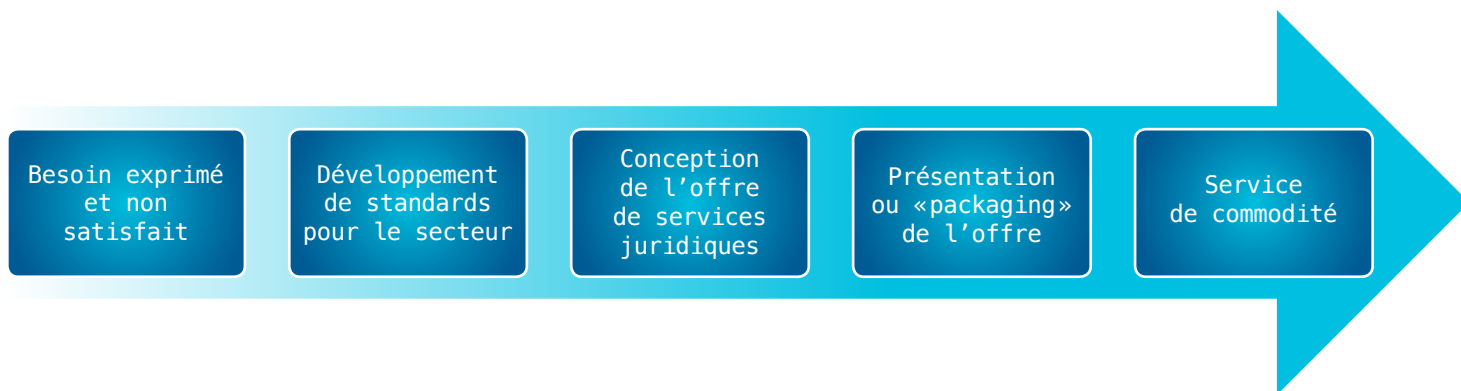 Besoin exprimé
et non
satisfait
Développement
de standards
pour le secteur
Conception
de l’offre
de services
juridiques
Présentation
ou «packaging»
de l’offre
Service
de commodité